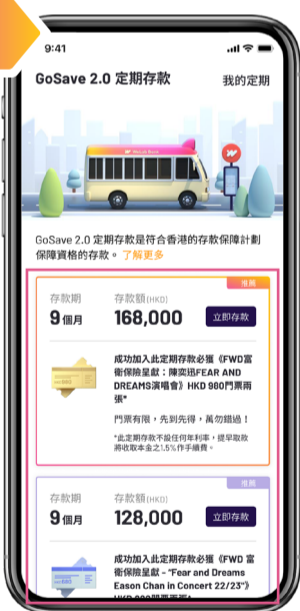 9:41
GoSave 2.0 定期存款 我的定期
WeLab Bank
GoSave 2.0 定期存款是符合香港的存款保障計劃
保障資格的存款。 了解更多
推薦
存款期 存款額(HKD)
9個月 168,000 立即存款
成功加入此定期存款必獲《FWD富
衛保險呈獻：陳奕迅FEAR AND
DREAMS演唱會》HKD 980門票兩
張*
門票有限，先到先得，萬勿錯過！
*此定期存款不設任何年利率，提早取款
將收取本金之1.5%作手續費。
推薦
存款期 存款額(HKD)
9個月 128,000 立即存款
成功加入此定期存款必獲《FWD 富
衛保險呈獻 – "Fear and Dreams
Eason Chan in Concert 22/23"》